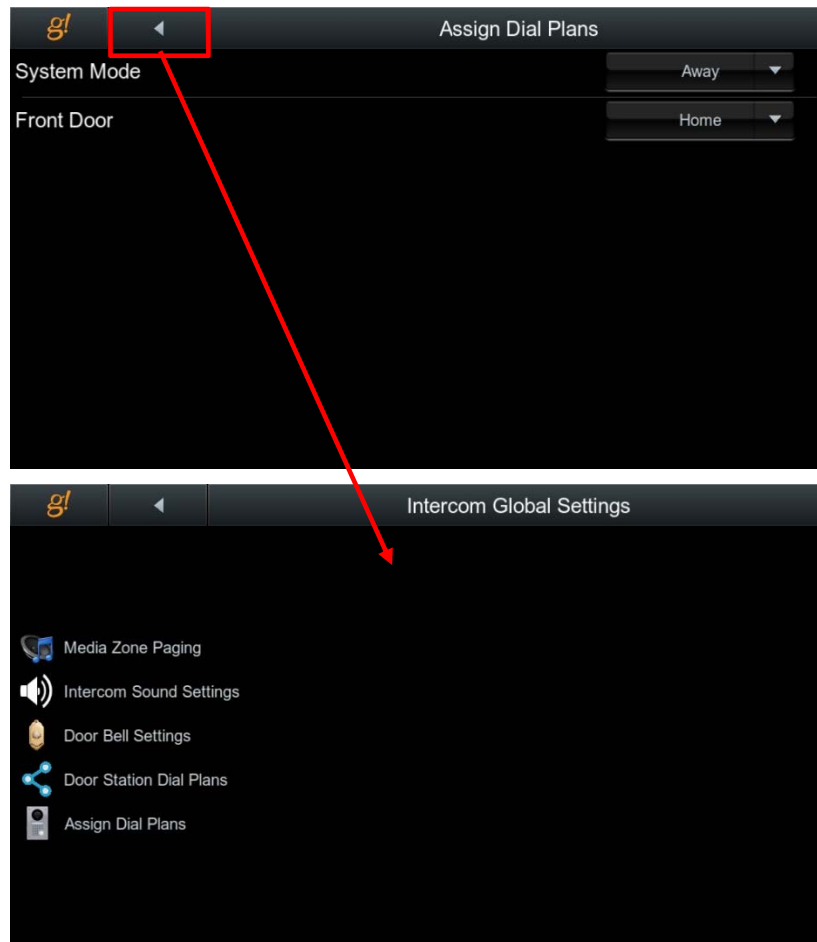 g! Assign Dial Plans
System Mode Away
Front Door Home
g! Intercom Global Settings
Media Zone Paging
Intercom Sound Settings
Door Bell Settings
Door Station Dial Plans
Assign Dial Plans